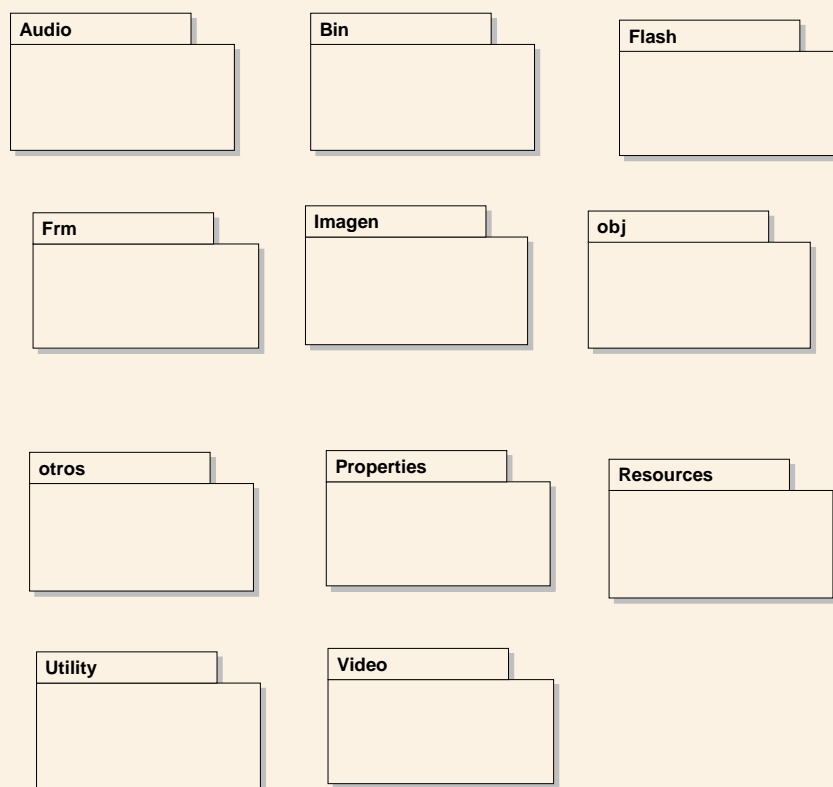 Audio
Bin
Flash
Frm
Imagen
obj
otros
Properties
Resources
Utility
Video